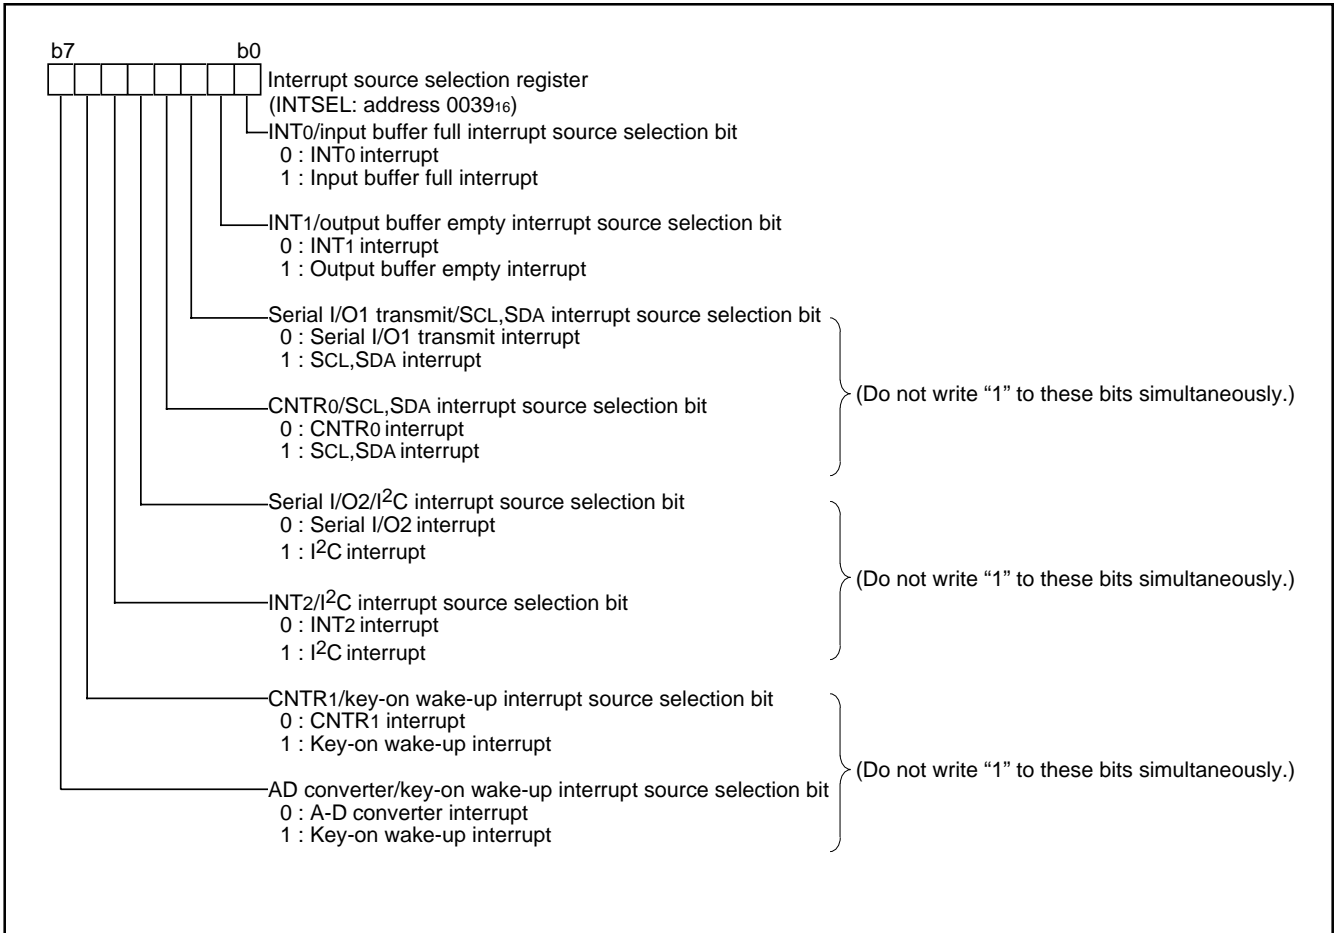 b7 b0
Interrupt source selection register
(INTSEL: address 003916)
INT0/input buffer full interrupt source selection bit
0 : INT0 interrupt
1 : Input buffer full interrupt
INT1/output buffer empty interrupt source selection bit
0 : INT1 interrupt
1 : Output buffer empty interrupt
Serial I/O1 transmit/SCL,SDA interrupt source selection bit
0 : Serial I/O1 transmit interrupt
1 : SCL,SDA interrupt
(Do not write “1” to these bits simultaneously.)
CNTR0/SCL,SDA interrupt source selection bit
0 : CNTR0 interrupt
1 : SCL,SDA interrupt
Serial I/O2/I2C interrupt source selection bit
0 : Serial I/O2 interrupt
1 : I2C interrupt
(Do not write “1” to these bits simultaneously.)
INT2/I2C interrupt source selection bit
0 : INT2 interrupt
1 : I2C interrupt
CNTR1/key-on wake-up interrupt source selection bit
0 : CNTR1 interrupt
1 : Key-on wake-up interrupt
(Do not write “1” to these bits simultaneously.)
AD converter/key-on wake-up interrupt source selection bit
0 : A-D converter interrupt
1 : Key-on wake-up interrupt